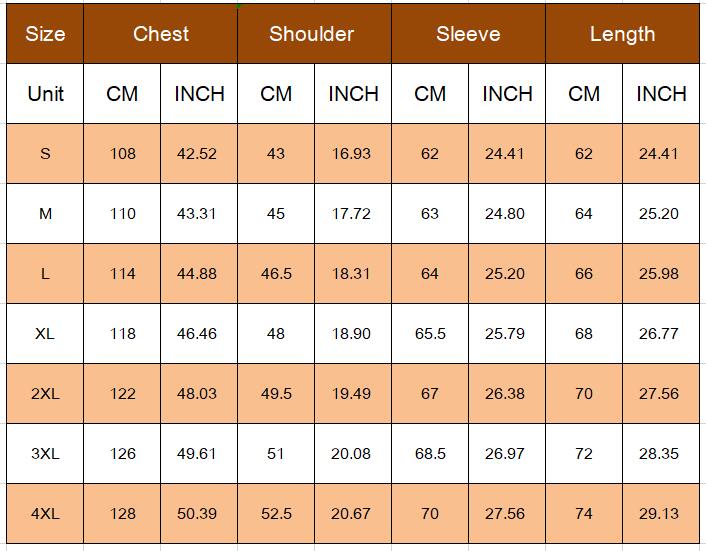 Size Chest Shoulder Sleeve Length
Unit CM INCH CM INCH CM INCH CM INCH
S 108 42.52 43 16.93 62 24.41 62 24.41
M 110 43.31 45 17.72 63 24.80 64 25.20
L 114 44.88 46.5 18.31 64 25.20 66 25.98
XL 118 46.46 48 18.90 65.5 25.79 68 26.77
2XL 122 48.03 49.5 19.49 67 26.38 70 27.56
3XL 126 49.61 51 20.08 68.5 26.97 72 28.35
4XL 128 50.39 52.5 20.67 70 27.56 74 29.13